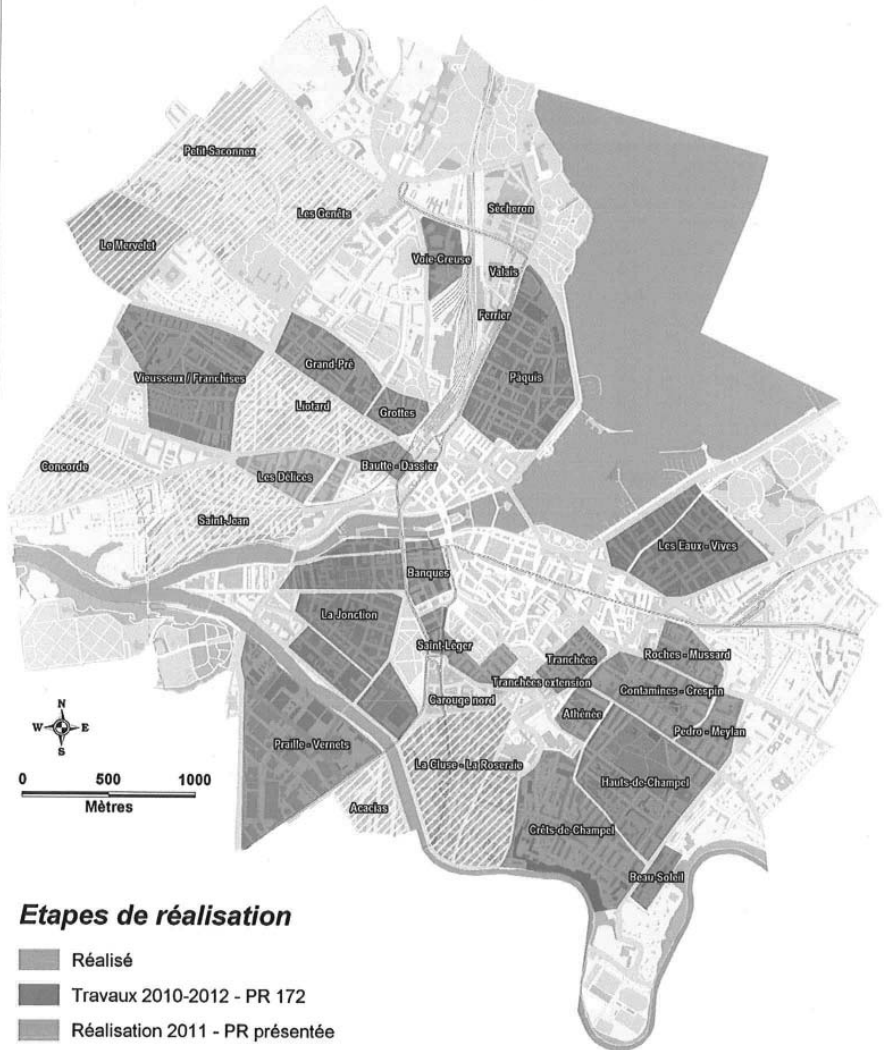 Petit-Saconnex
Les Genêts
Sécheron
Le Mervelet
Voie-Creuse
Valais
Ferrier
Grand-Pré
Vieusseux / Franchises
Pâquis
Liotard
Grottes
Concorde
Les Délices
Bautte - Dassier
Saint-Jean
Les Eaux - Vives
Banques
La Jonction
Saint-Léger
Tranchées
Roches - Mussard
Tranchées extension
Contamines - Crespin
Carouge nord
Athénée
N
W E
S
Praille - Vernets
Pedro - Meylan
La Cluse - La Roseraie
Hauts-de-Champel
0 500 1000
Mètres
Acacias
Crêts-de-Champel
Beau-Soleil
Etapes de réalisation
Réalisé
Travaux 2010-2012 - PR 172
Réalisation 2011 - PR présentée